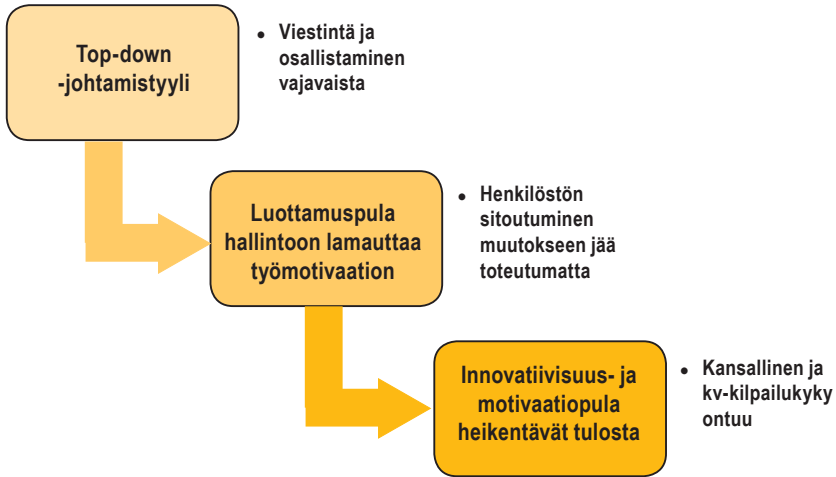 Top-down
-johtamistyyli
• Viestintä ja
osallistaminen
vajavaista
Luottamuspula
hallintoon lamauttaa
työmotivaation
• Henkilöstön
sitoutuminen
muutokseen jää
toteutumatta
Innovatiivisuus- ja
motivaatiopula
heikentävät tulosta
• Kansallinen ja
kv-kilpailukyky
ontuu